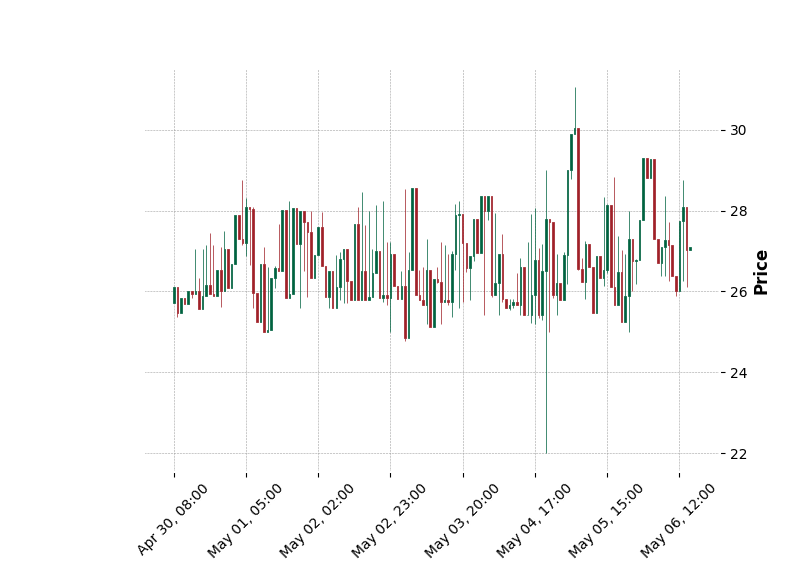 30
28
26
24
22
Price
Apr 30, 08:00
May 01, 05:00
May 02, 02:00
May 02, 23:00
May 03, 20:00
May 04, 17:00
May 05, 15:00
May 06, 12:00